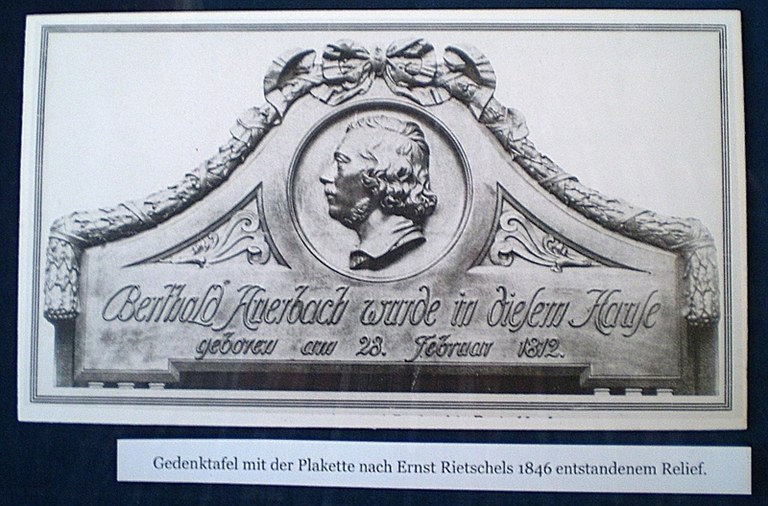 Berthold Auerbach wurde in diesem Hause
geboren am 28. Februar 1812.
Gedenktafel mit der Plakette nach Ernst Rietschels 1846 entstandenem Relief.